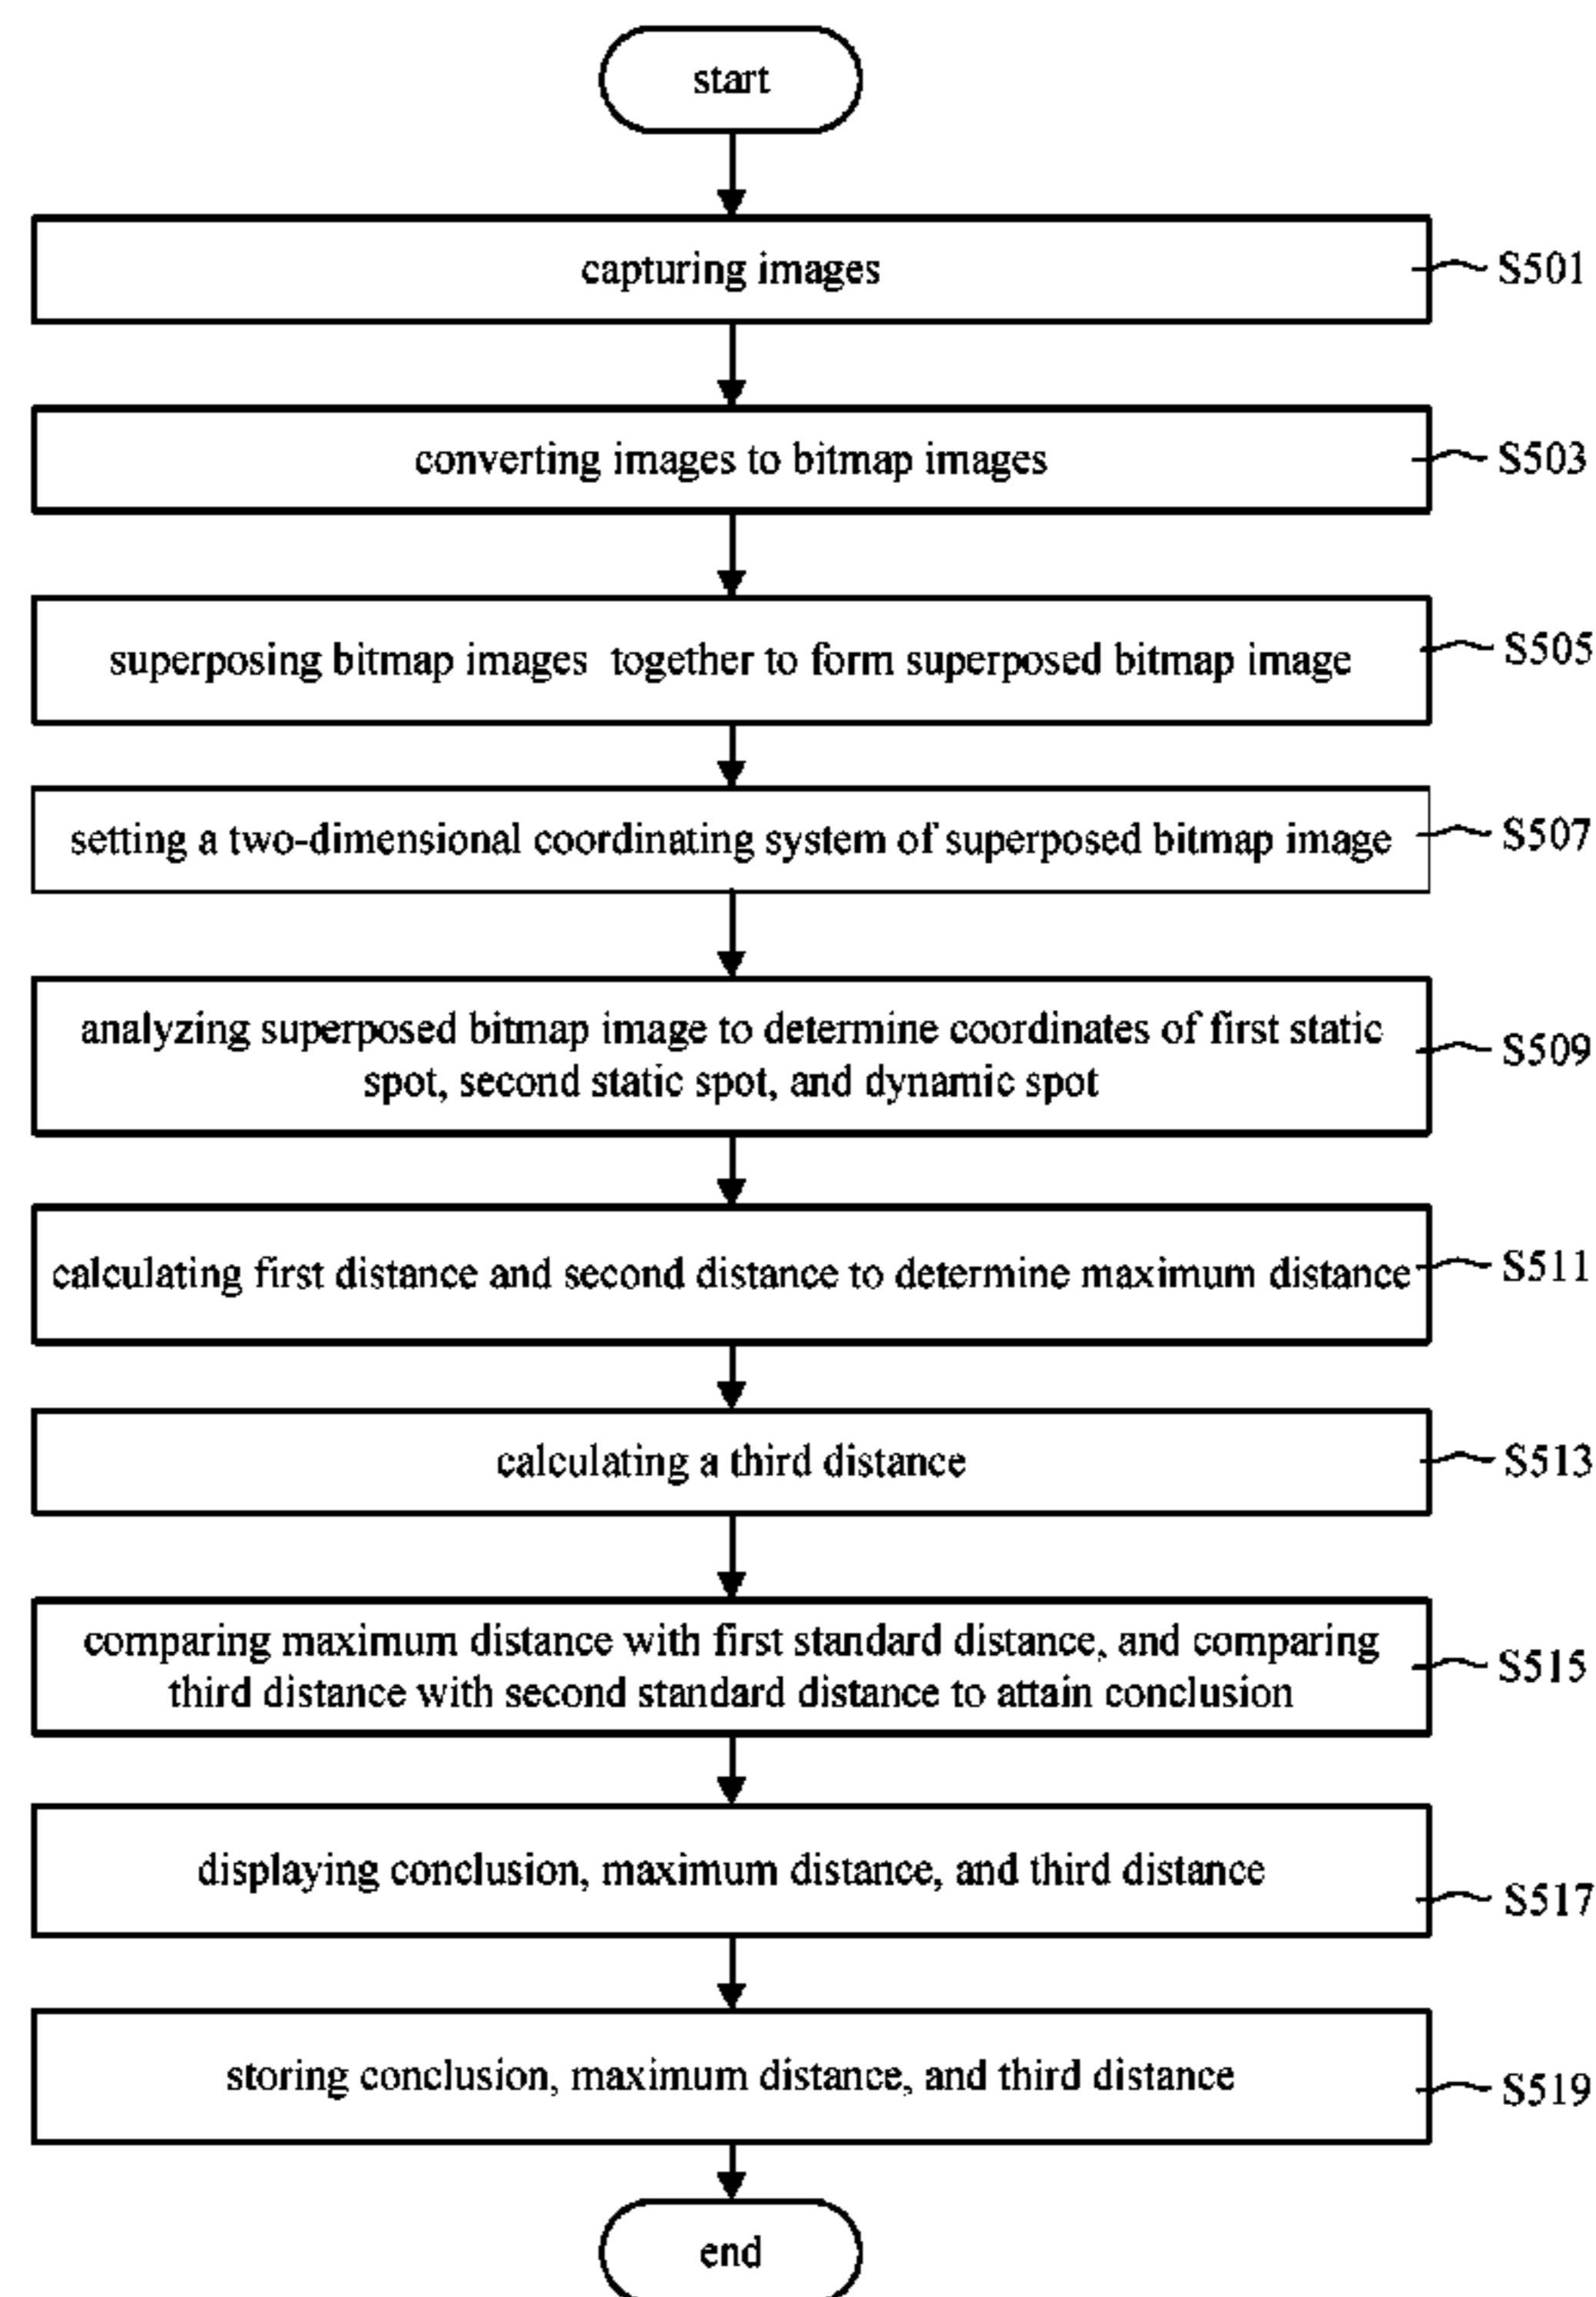 start
capturing images
S501
converting images to bitmap images
S503
superposing bitmap images together to form superposed bitmap image
S505
setting a two-dimensional coordinating system of superposed bitmap image
S507
analyzing superposed bitmap image to determine coordinates of first static
spot, second static spot, and dynamic spot
S509
calculating first distance and second distance to determine maximum distance
S511
calculating a third distance
S513
comparing maximum distance with first standard distance, and comparing
third distance with second standard distance to attain conclusion
S515
displaying conclusion, maximum distance, and third distance
S517
storing conclusion, maximum distance, and third distance
S519
end